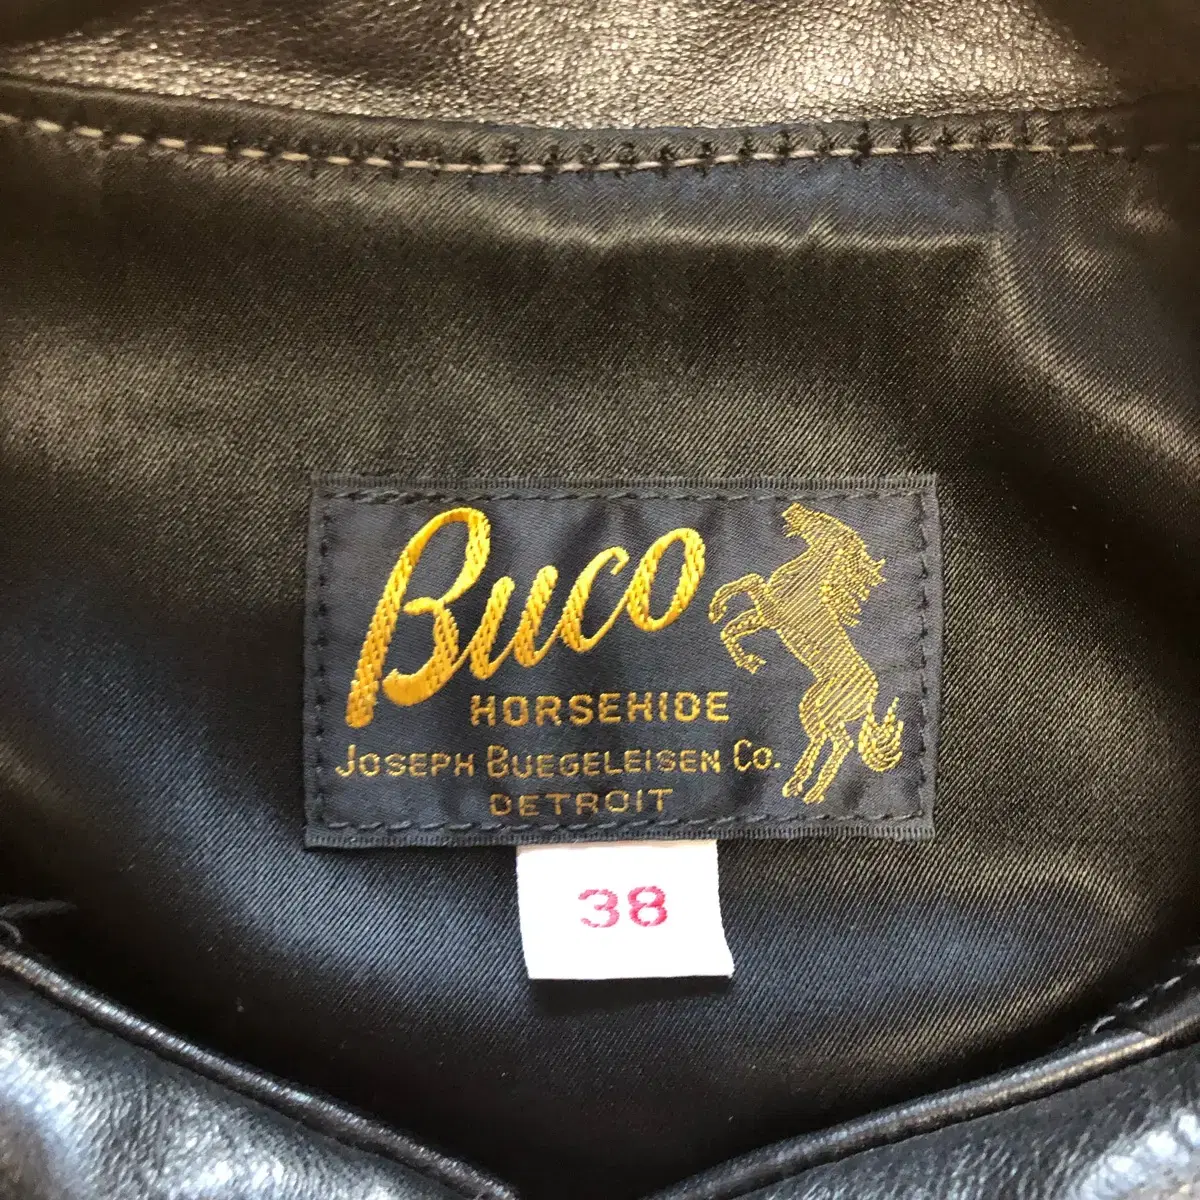 Buco
HORSEHIDE
JOSEPH BUEGELEISEN CO.
DETROIT
38